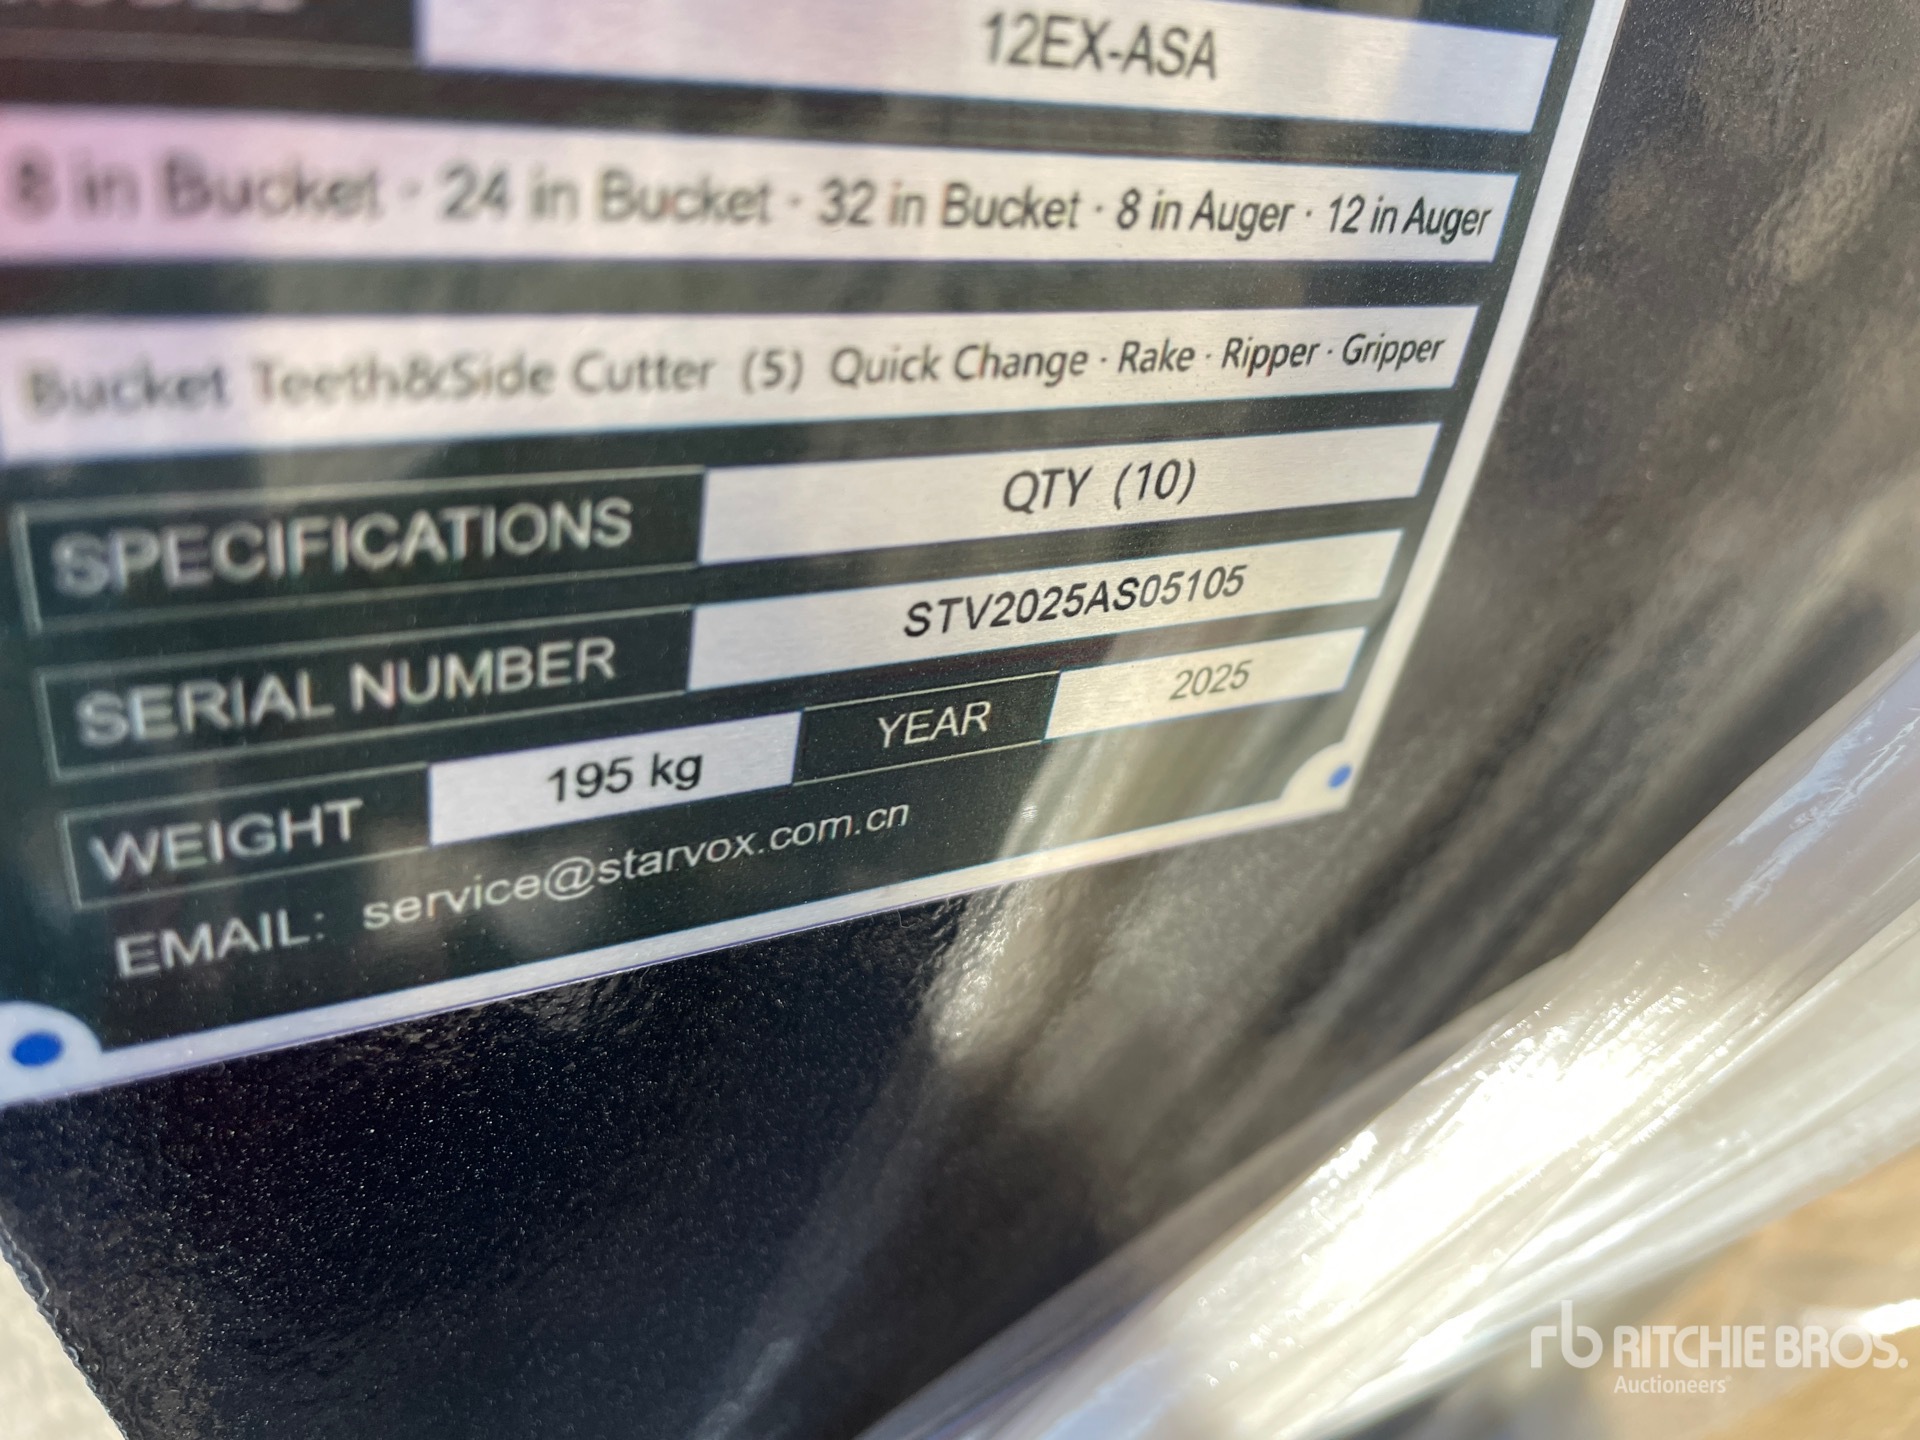 12EX-ASA
8 in Bucket · 24 in Bucket · 32 in Bucket · 8 in Auger · 12 in Auger
Bucket Teeth&Side Cutter (5) Quick Change · Rake · Ripper · Gripper
SPECIFICATIONS QTY (10)
SERIAL NUMBER STV2025AS05105
WEIGHT 195 kg YEAR 2025
EMAIL: service@starvox.com.cn
rb RITCHIE BROS.
Auctioneers